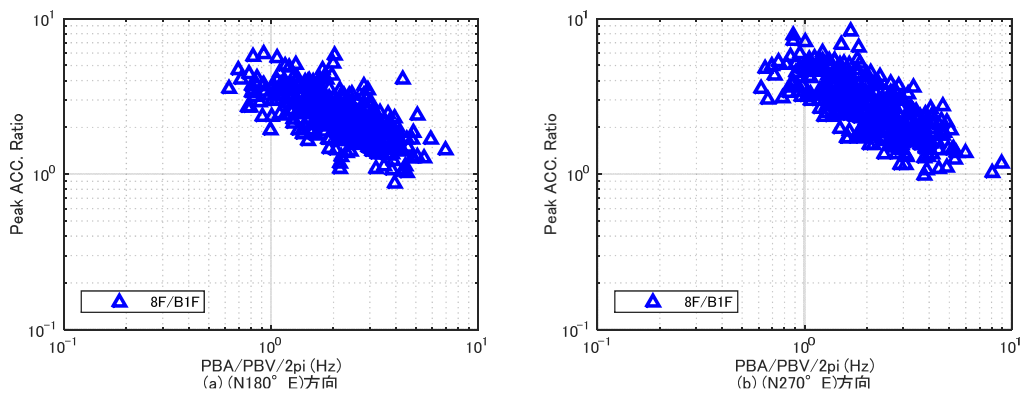 10¹
10¹
Peak ACC. Ratio
10⁰
Peak ACC. Ratio
10⁰
8F/B1F
8F/B1F
10⁻¹
10⁻¹
10⁻¹ 10⁰ 10¹
10⁻¹ 10⁰ 10¹
PBA/PBV/2pi (Hz)
PBA/PBV/2pi (Hz)
(a) (N180°E)方向
(b) (N270°E)方向